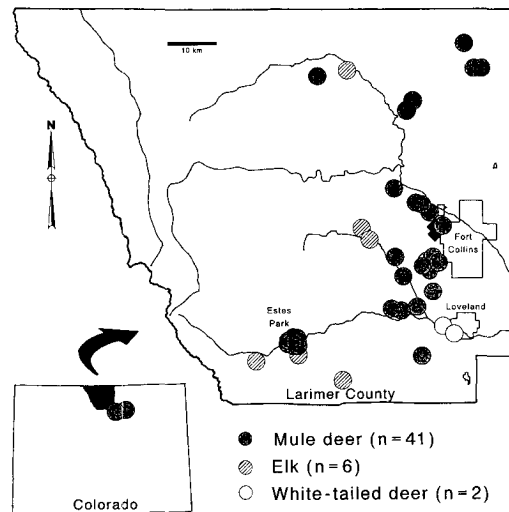 10 km
N
Fort
Collins
Loveland
Estes
Park
Larimer County
Mule deer (n=41)
Elk (n=6)
White-tailed deer (n=2)
Colorado